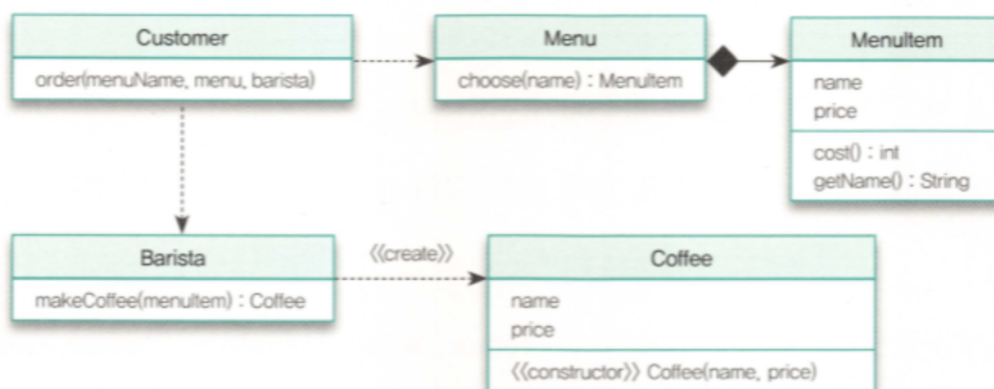 Customer
order(menuName, menu, barista)
Menu
choose(name) : MenuItem
MenuItem
name
price
cost() : int
getName() : String
Barista
makeCoffee(menuItem) : Coffee
<<create>>
Coffee
name
price
<<constructor>> Coffee(name, price)